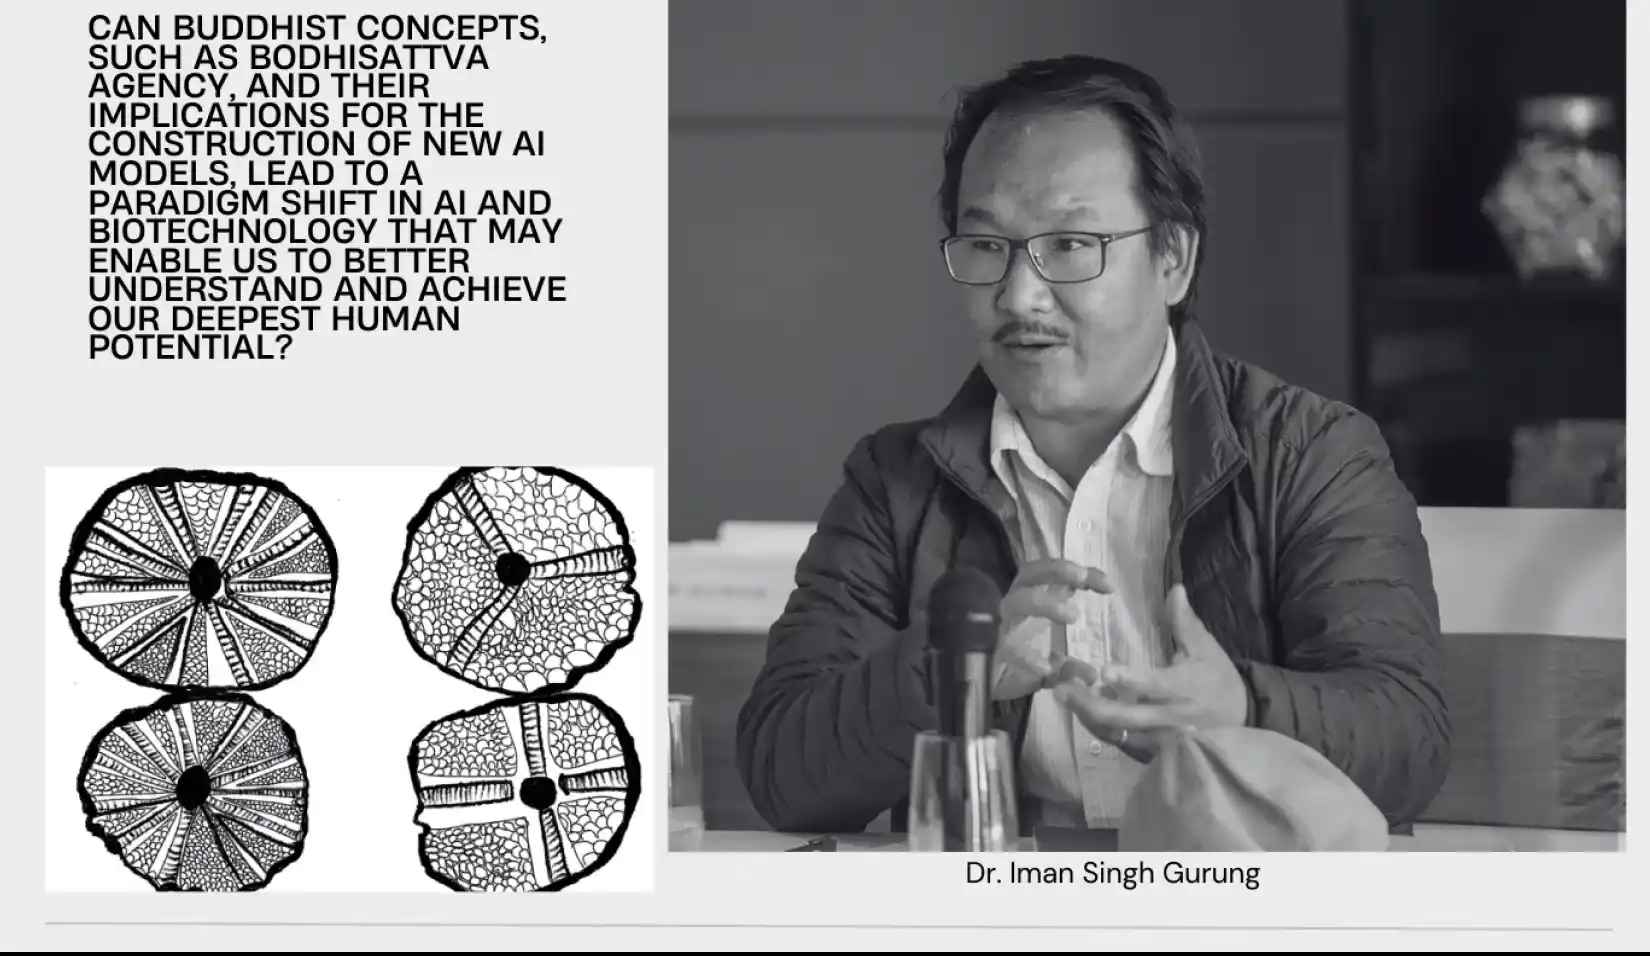 CAN BUDDHIST CONCEPTS,
SUCH AS BODHISATTVA
AGENCY, AND THEIR
IMPLICATIONS FOR THE
CONSTRUCTION OF NEW AI
MODELS, LEAD TO A
PARADIGM SHIFT IN AI AND
BIOTECHNOLOGY THAT MAY
ENABLE US TO BETTER
UNDERSTAND AND ACHIEVE
OUR DEEPEST HUMAN
POTENTIAL?
Dr. Iman Singh Gurung